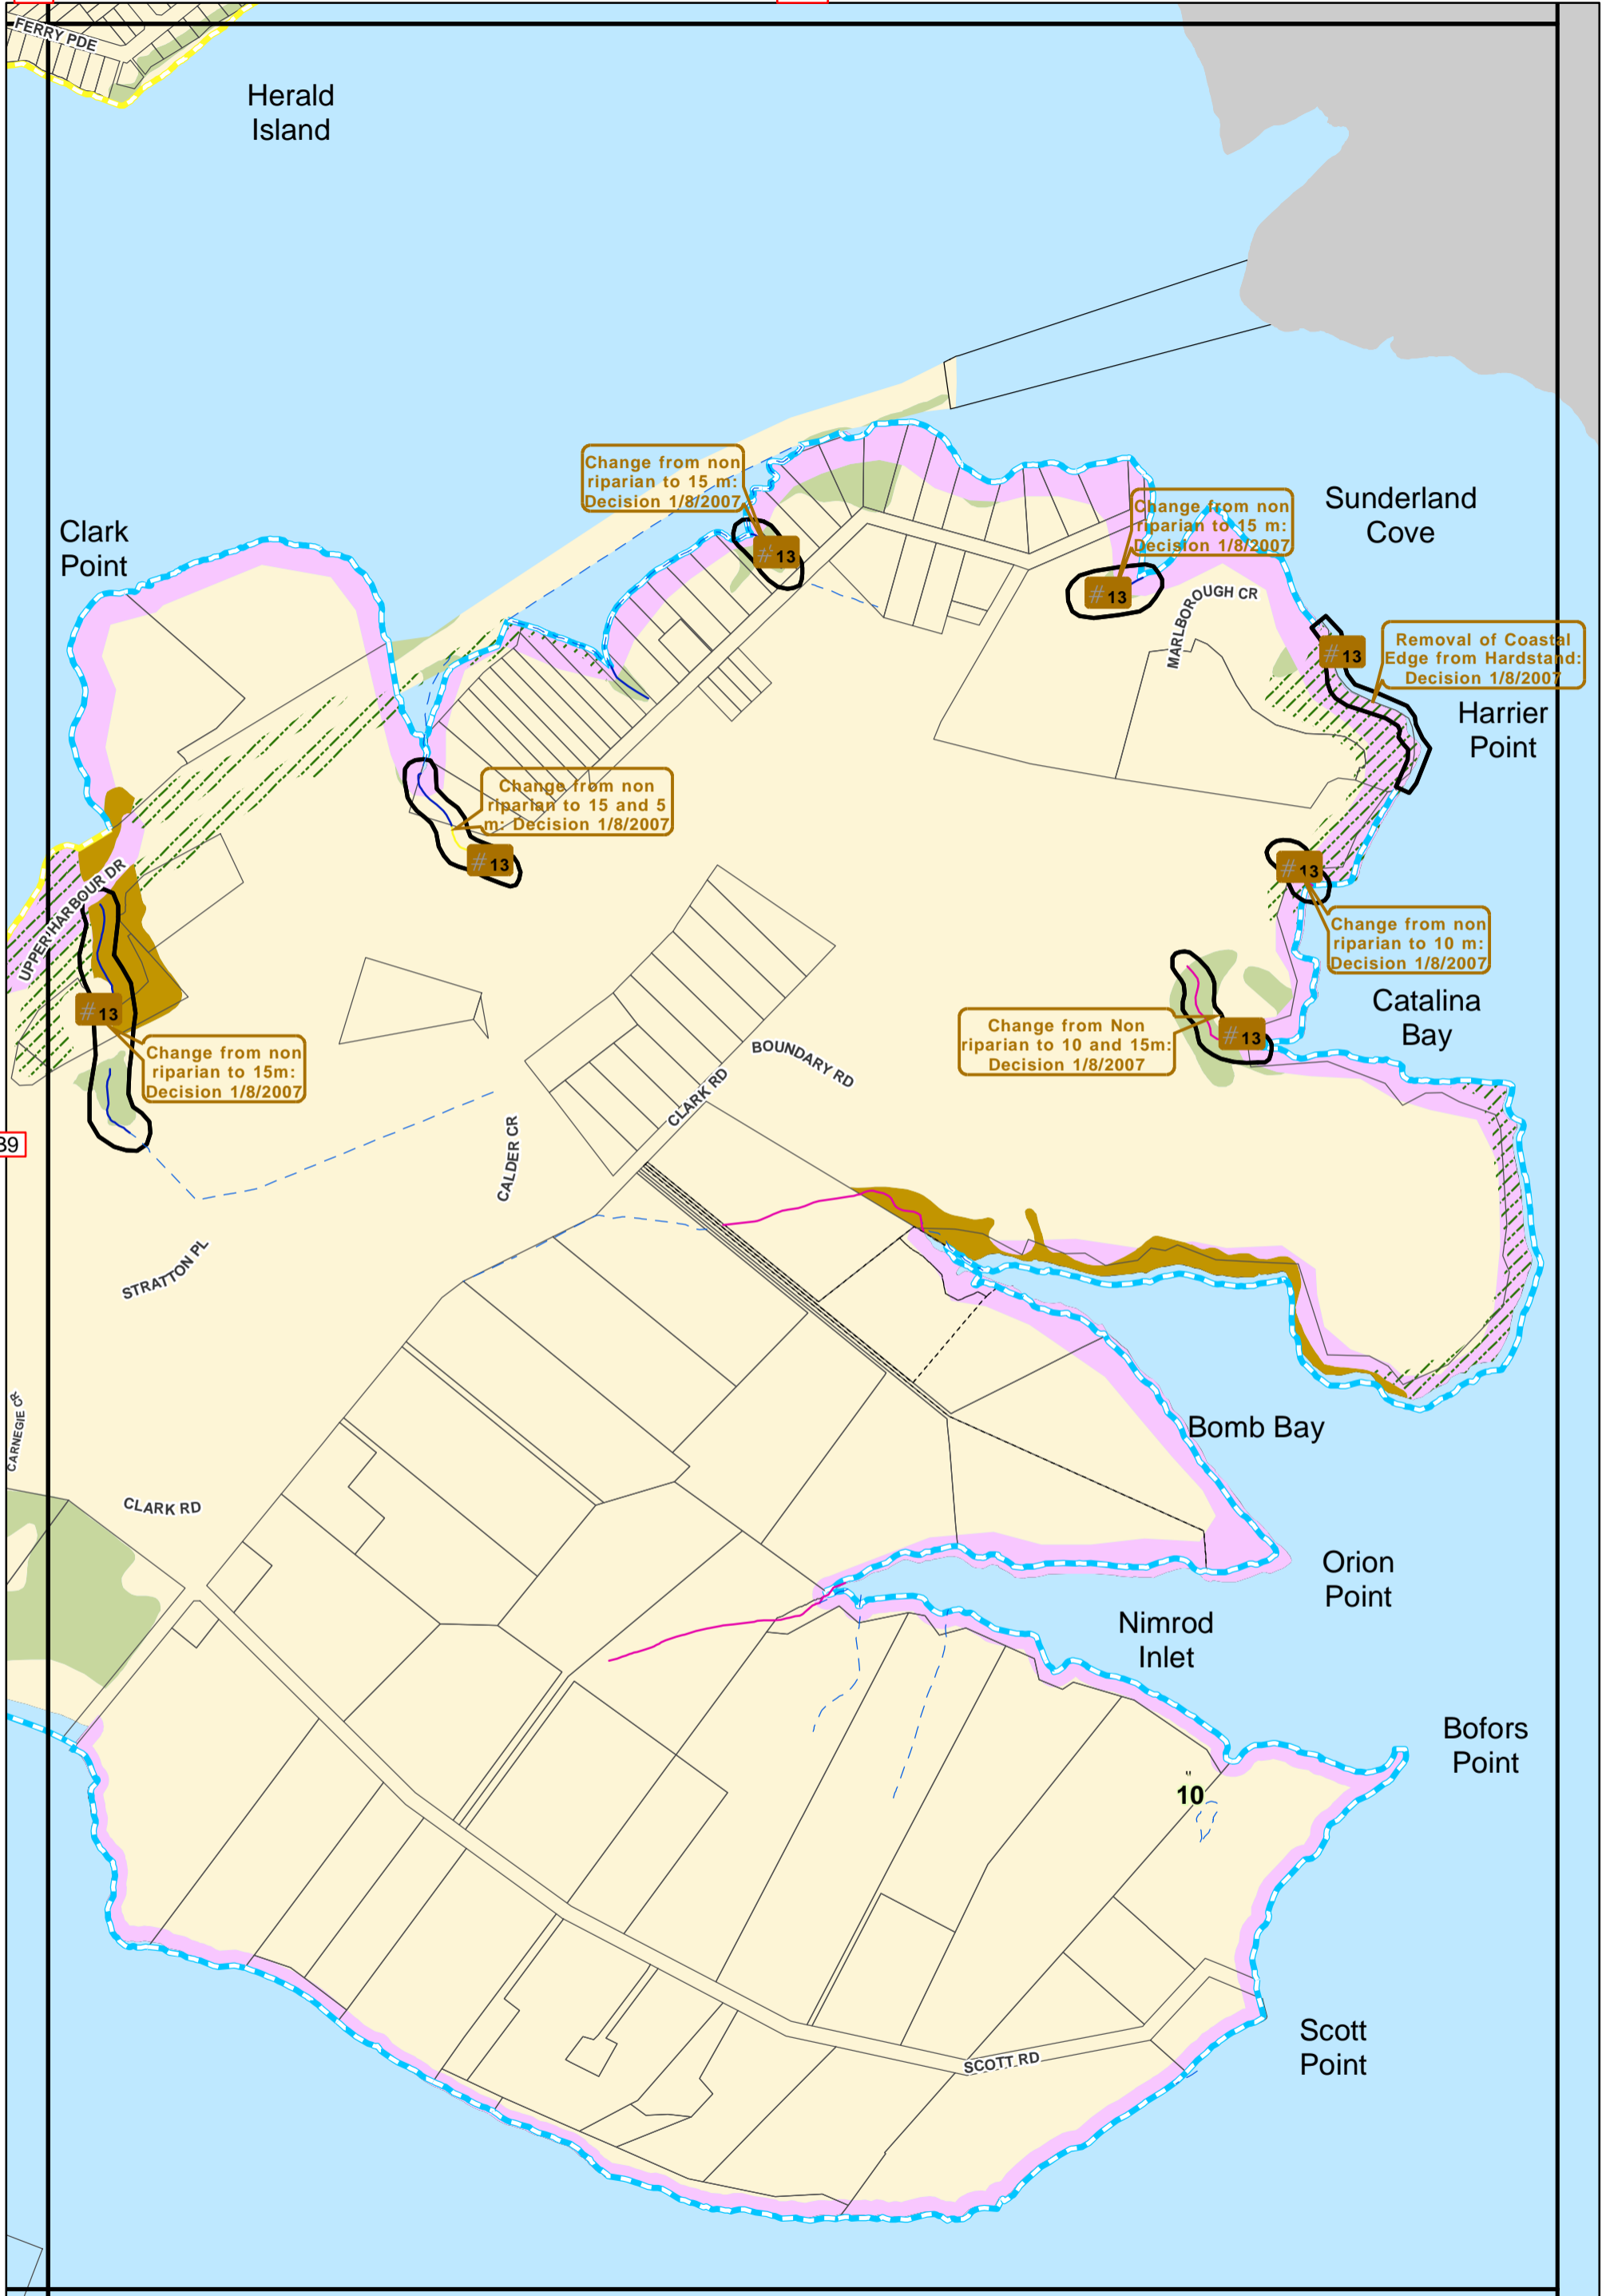 FERRY PDE
Herald
Island
Change from non
riparian to 15 m:
Decision 1/8/2007
Clark
Point
Change from non
riparian to 15 m:
Decision 1/8/2007
Sunderland
Cove
#13
#13
MARLBOROUGH CR
#13
Removal of Coastal
Edge from Hardstand:
Decision 1/8/2007
Harrier
Point
Change from non
riparian to 15 and 5
m: Decision 1/8/2007
#13
#13
UPPER HARBOUR DR
Change from non
riparian to 10 m:
Decision 1/8/2007
#13
Catalina
Bay
Change from Non
riparian to 10 and 15m:
Decision 1/8/2007
#13
Change from non
riparian to 15m:
Decision 1/8/2007
BOUNDARY RD
CLARK RD
39
CALDER CR
STRATTON PL
CARNEGIE CR
Bomb Bay
CLARK RD
Orion
Point
Nimrod
Inlet
Bofors
Point
"
10
Scott
Point
SCOTT RD